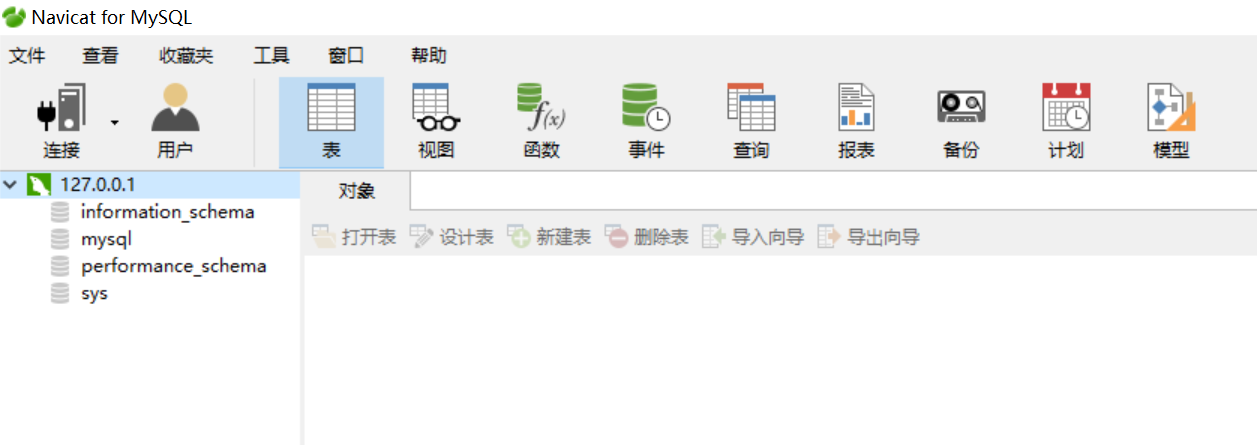 Navicat for MySQL
文件 查看 收藏夹 工具 窗口 帮助
f(x)
连接 用户 表 视图 函数 事件 查询 报表 备份 计划 模型
127.0.0.1 对象
information_schema
打开表 设计表 新建表 删除表 导入向导 导出向导
mysql
performance_schema
sys